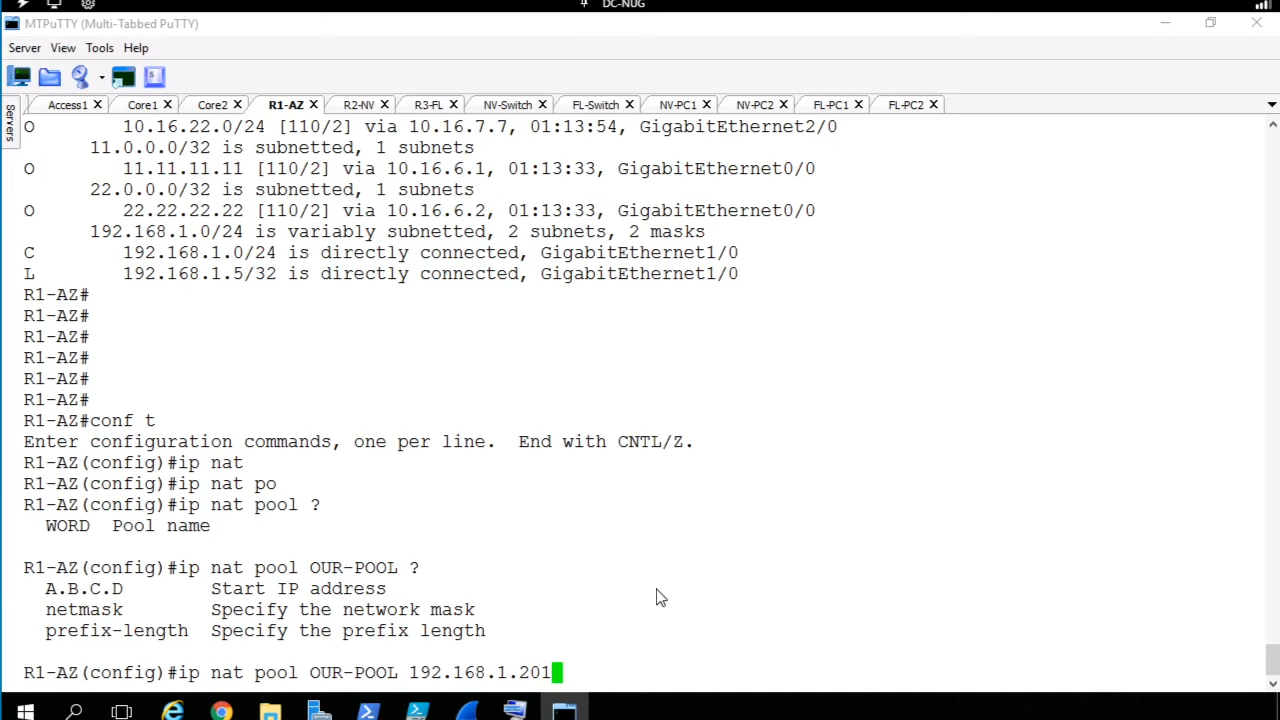 DC-NUG
MTPuTTY (Multi-Tabbed PuTTY)
Server View Tools Help
Access1 Core1 Core2 R1-AZ R2-NV R3-FL NV-Switch FL-Switch NV-PC1 NV-PC2 FL-PC1 FL-PC2
Servers
O 10.16.22.0/24 [110/2] via 10.16.7.7, 01:13:54, GigabitEthernet2/0
11.0.0.0/32 is subnetted, 1 subnets
O 11.11.11.11 [110/2] via 10.16.6.1, 01:13:33, GigabitEthernet0/0
22.0.0.0/32 is subnetted, 1 subnets
O 22.22.22.22 [110/2] via 10.16.6.2, 01:13:33, GigabitEthernet0/0
192.168.1.0/24 is variably subnetted, 2 subnets, 2 masks
C 192.168.1.0/24 is directly connected, GigabitEthernet1/0
L 192.168.1.5/32 is directly connected, GigabitEthernet1/0
R1-AZ#
R1-AZ#
R1-AZ#
R1-AZ#
R1-AZ#
R1-AZ#
R1-AZ#conf t
Enter configuration commands, one per line. End with CNTL/Z.
R1-AZ(config)#ip nat
R1-AZ(config)#ip nat po
R1-AZ(config)#ip nat pool ?
WORD Pool name
R1-AZ(config)#ip nat pool OUR-POOL ?
A.B.C.D Start IP address
netmask Specify the network mask
prefix-length Specify the prefix length
R1-AZ(config)#ip nat pool OUR-POOL 192.168.1.201